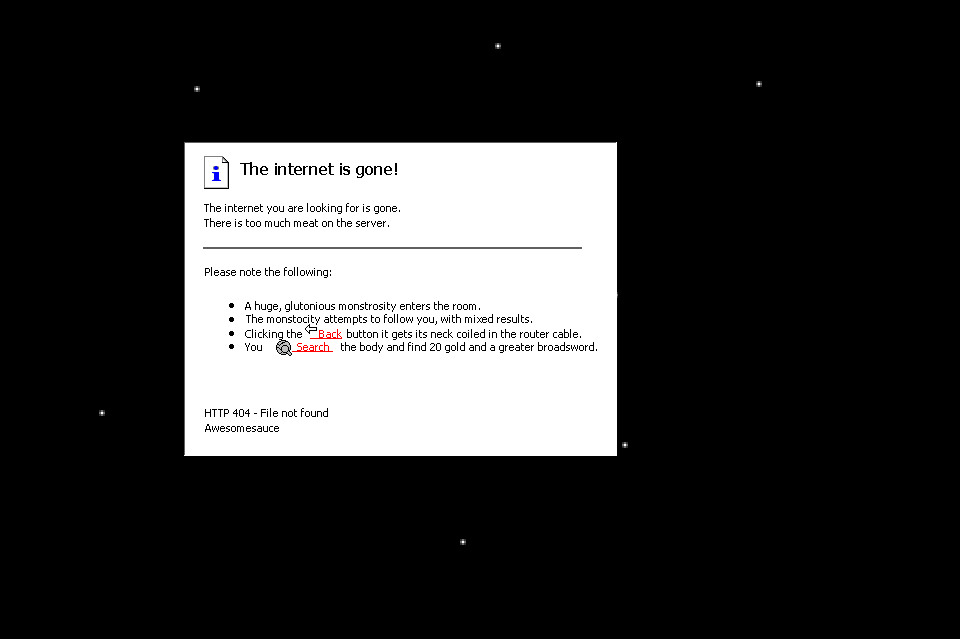 The internet is gone!
The internet you are looking for is gone.
There is too much meat on the server.
Please note the following:
A huge, glutonious monstrosity enters the room.
The monstocity attempts to follow you, with mixed results.
Clicking the Back button it gets its neck coiled in the router cable.
You Search the body and find 20 gold and a greater broadsword.
HTTP 404 - File not found
Awesomesauce